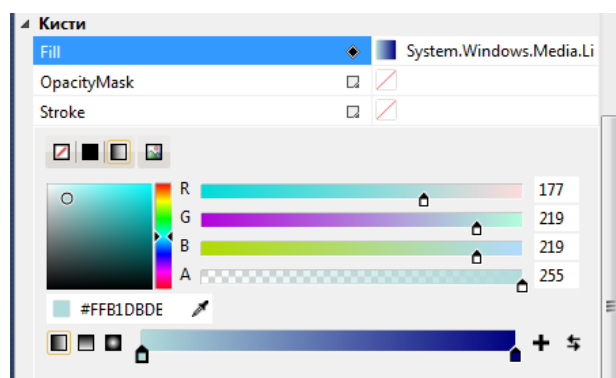 Кисти
Fill System.Windows.Media.Li
OpacityMask
Stroke
R 177
G 219
B 219
A 255
#FFB1DBDE